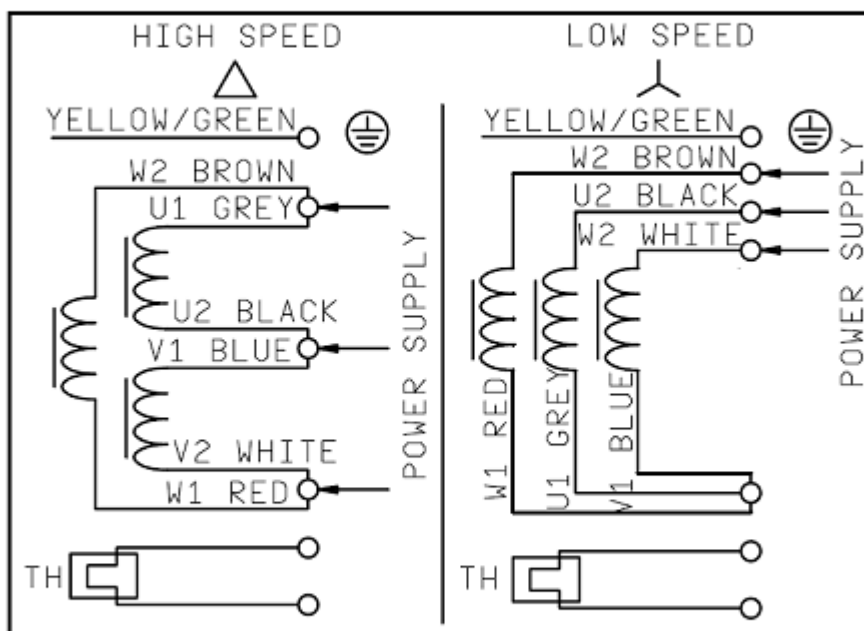 HIGH SPEED
YELLOW/GREEN
W2 BROWN
U1 GREY
U2 BLACK
V1 BLUE
V2 WHITE
W1 RED
POWER SUPPLY
TH
LOW SPEED
YELLOW/GREEN
W2 BROWN
U2 BLACK
W2 WHITE
POWER SUPPLY
W1 RED
U1 GREY
V1 BLUE
TH